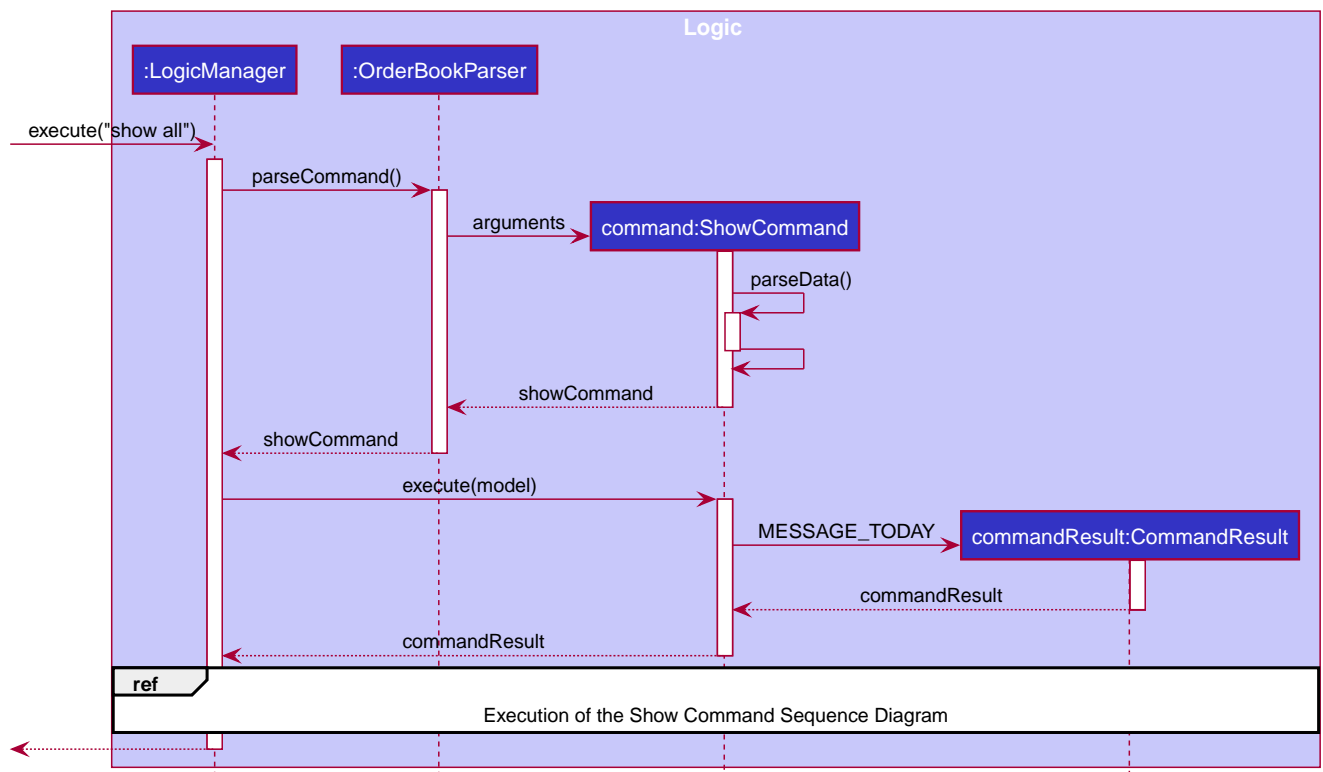 Logic
:LogicManager
:OrderBookParser
execute("show all")
parseCommand()
arguments
command:ShowCommand
parseData()
showCommand
showCommand
execute(model)
MESSAGE_TODAY
commandResult:CommandResult
commandResult
commandResult
ref
Execution of the Show Command Sequence Diagram